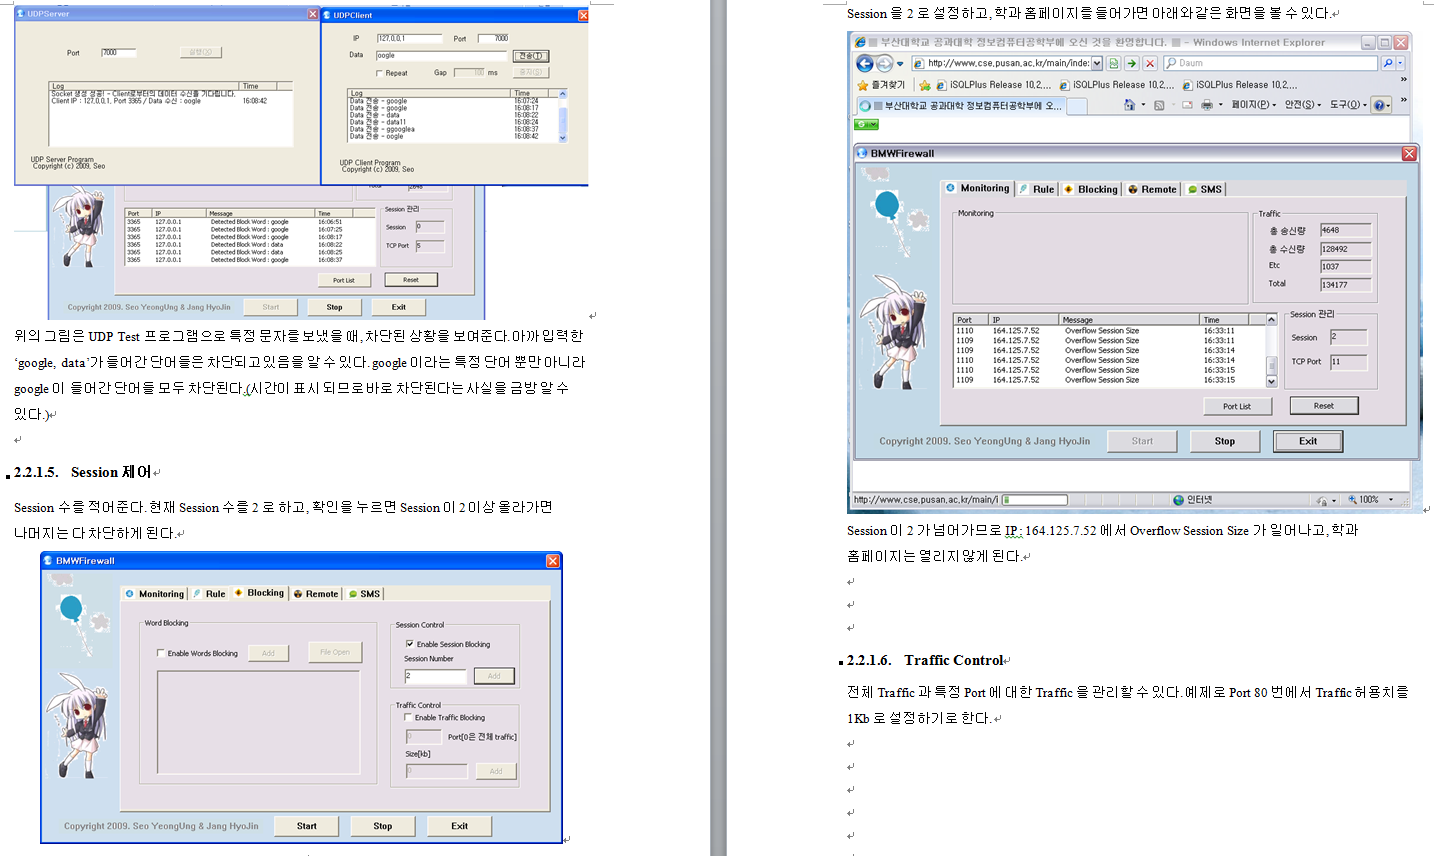 UDPServer
Port 7000
실행(X)
Log Time
Socket 생성 성공! - Client로부터의 데이터 수신을 기다립니다.
Client IP : 127.0.0.1, Port 3365 / Data 수신 : oogle 16:08:42
UDP Server Program
Copyright (c) 2009, Seo
UDPClient
IP 127.0.0.1 Port 7000
Data oogle 전송(T)
Repeat Gap 100 ms 중지(S)
Log Time
Data 전송 - google 16:07:24
Data 전송 - google 16:08:17
Data 전송 - data 16:08:22
Data 전송 - data11 16:08:24
Data 전송 - ggooglea 16:08:37
Data 전송 - oogle 16:08:42
UDP Client Program
Copyright (c) 2009, Seo
Total 2648
Port IP Message Time
3365 127.0.0.1 Detected Block Word : google 16:06:51
3365 127.0.0.1 Detected Block Word : google 16:07:25
3365 127.0.0.1 Detected Block Word : google 16:08:17
3365 127.0.0.1 Detected Block Word : data 16:08:22
3365 127.0.0.1 Detected Block Word : data 16:08:25
3365 127.0.0.1 Detected Block Word : google 16:08:37
Session 관리
Session 0
TCP Port 5
Port List Reset
Copyright 2009. Seo YeongUng & Jang HyoJin Start Stop Exit
위의 그림은 UDP Test 프로그램으로 특정 문자를 보냈을 때, 차단된 상황을 보여준다. 아까 입력한
‘google, data’가 들어간 단어들은 차단되고 있음을 알 수 있다. google 이라는 특정 단어 뿐만 아니라
google 이 들어간 단어들 모두 차단된다.(시간이 표시 되므로 바로 차단된다는 사실을 금방 알 수
있다.)
2.2.1.5. Session 제어
Session 수를 적어준다. 현재 Session 수를 2 로 하고, 확인을 누르면 Session 이 2 이상 올라가면
나머지는 다 차단하게 된다.
BMWFirewall
Monitoring Rule Blocking Remote SMS
Word Blocking
Enable Words Blocking Add File Open
Session Control
Enable Session Blocking
Session Number
2 Add
Traffic Control
Enable Traffic Blocking
0 Port[0은 전체 traffic]
Size[kb]
0 Add
Copyright 2009. Seo YeongUng & Jang HyoJin Start Stop Exit
Session 을 2 로 설정하고, 학과 홈페이지를 들어가면 아래와 같은 화면을 볼 수 있다.
부산대학교 공과대학 정보컴퓨터공학부에 오신 것을 환영합니다. - Windows Internet Explorer
http://www.cse.pusan.ac.kr/main/inde: Daum
즐겨찾기 iSQLPlus Release 10,2,... iSQLPlus Release 10,2,... iSQLPlus Release 10,2,...
부산대학교 공과대학 정보컴퓨터공학부에 오... 페이지(P) 안전(S) 도구(O)
BMWFirewall
Monitoring Rule Blocking Remote SMS
Monitoring
Traffic
총 송신량 4648
총 수신량 128492
Etc 1037
Total 134177
Port IP Message Time
1110 164.125.7.52 Overflow Session Size 16:33:11
1109 164.125.7.52 Overflow Session Size 16:33:11
1109 164.125.7.52 Overflow Session Size 16:33:14
1110 164.125.7.52 Overflow Session Size 16:33:14
1110 164.125.7.52 Overflow Session Size 16:33:15
1109 164.125.7.52 Overflow Session Size 16:33:15
Session 관리
Session 2
TCP Port 11
Port List Reset
Copyright 2009. Seo YeongUng & Jang HyoJin Start Stop Exit
http://www.cse.pusan.ac.kr/main/i 인터넷 100%
Session 이 2 가 넘어가므로 IP : 164.125.7.52 에서 Overflow Session Size 가 일어나고, 학과
홈페이지는 열리지 않게 된다.
2.2.1.6. Traffic Control
전체 Traffic 과 특정 Port 에 대한 Traffic 을 관리할 수 있다. 예제로 Port 80 번에서 Traffic 허용치를
1Kb 로 설정하기로 한다.